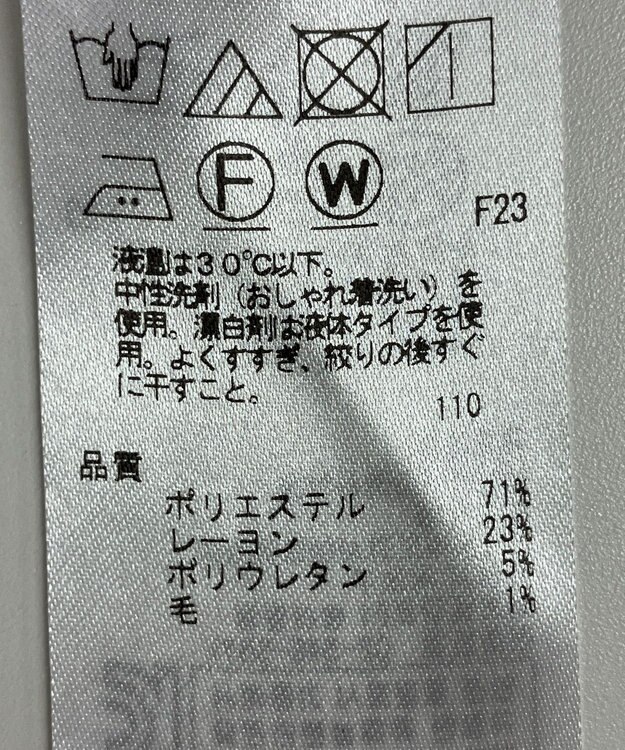 F
W
F23
液温は30℃以下。
中性洗剤（おしゃれ着洗い）を
使用。漂白剤は液体タイプを使
用。よくすすぎ、絞りの後すぐ
に干すこと。
110
品質
ポリエステル 71%
レーヨン 23%
ポリウレタン 5%
毛 1%